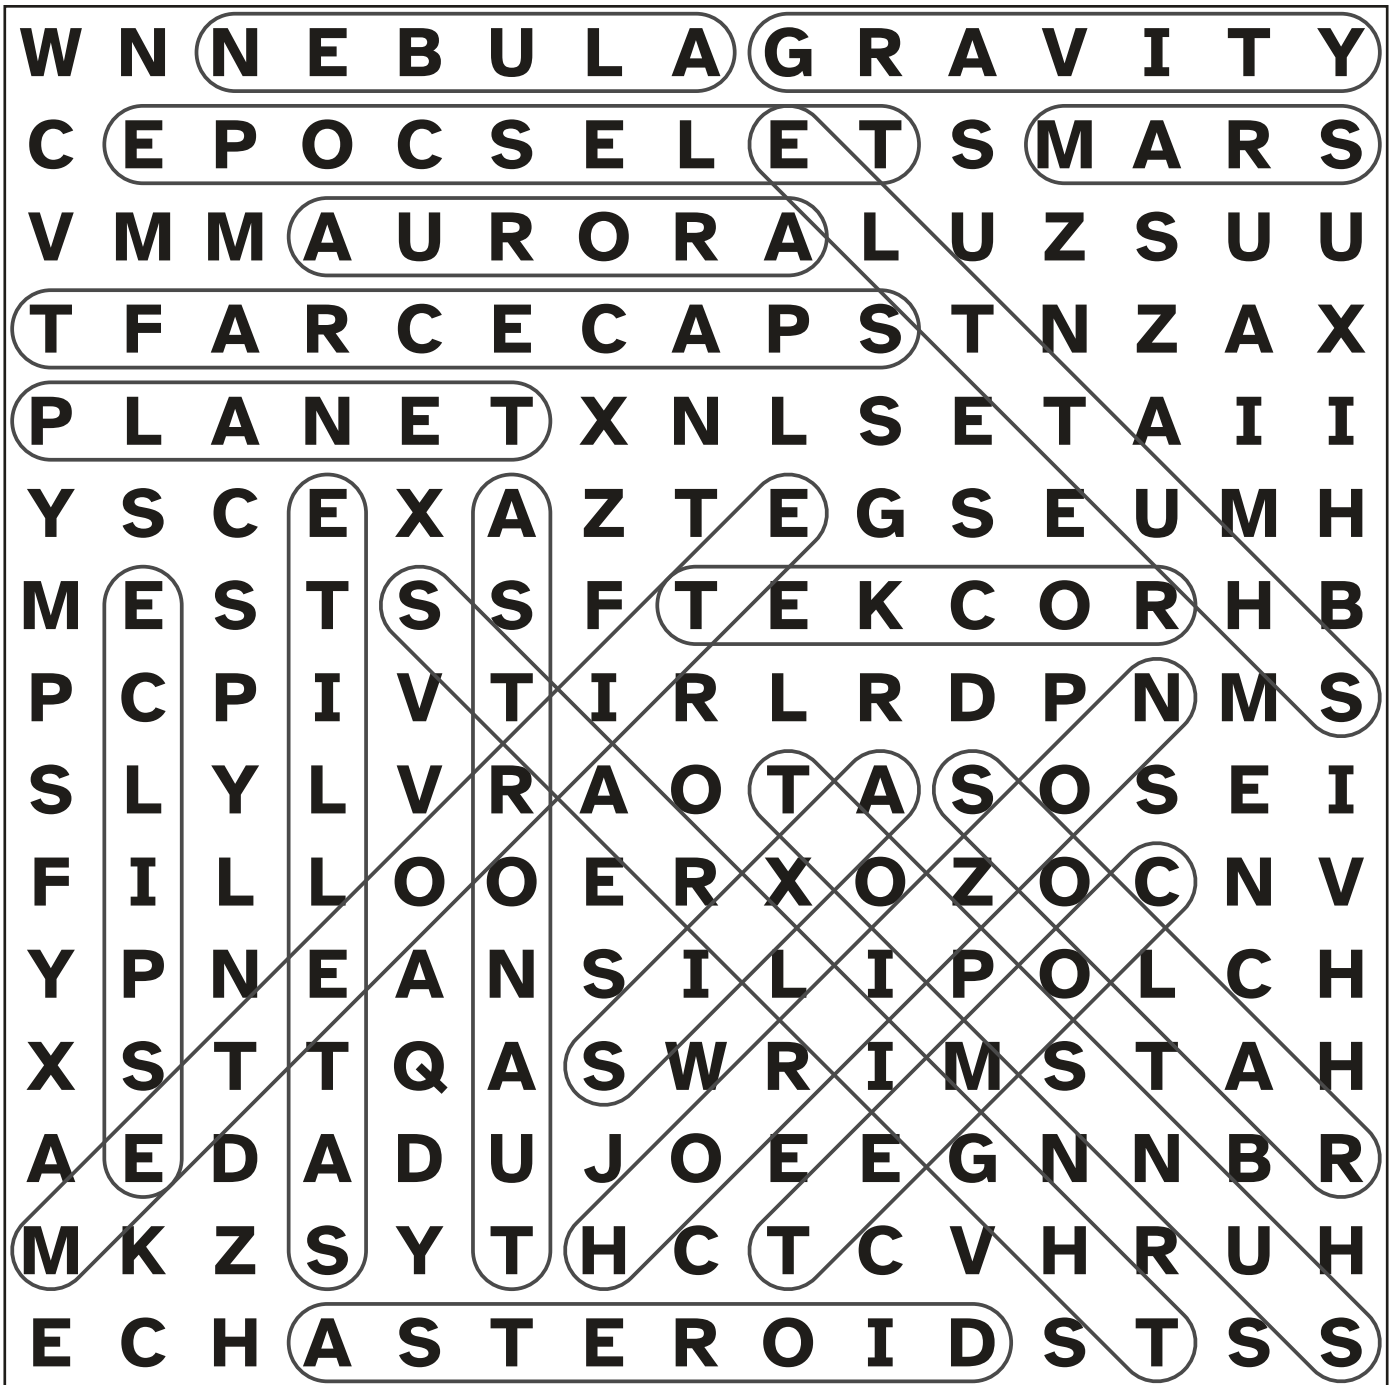 W N N E B U L A G R A V I T Y
C E P O C S E L E T S M A R S
V M M A U R O R A L U Z S U U
T F A R C E C A P S T N Z A X
P L A N E T X N L S E T A I I
Y S C E X A Z T E G S E U M H
M E S T S S F T E K C O R H B
P C P I V T I R L R D P N M S
S L Y L V R A O T A S O S E I
F I L L O O E R X O Z O C N V
Y P N E A N S I L I P O L C H
X S T T Q A S W R I M S T A H
A E D A D U J O E E G N N B R
M K Z S Y T H C T C V H R U H
E C H A S T E R O I D S T S S